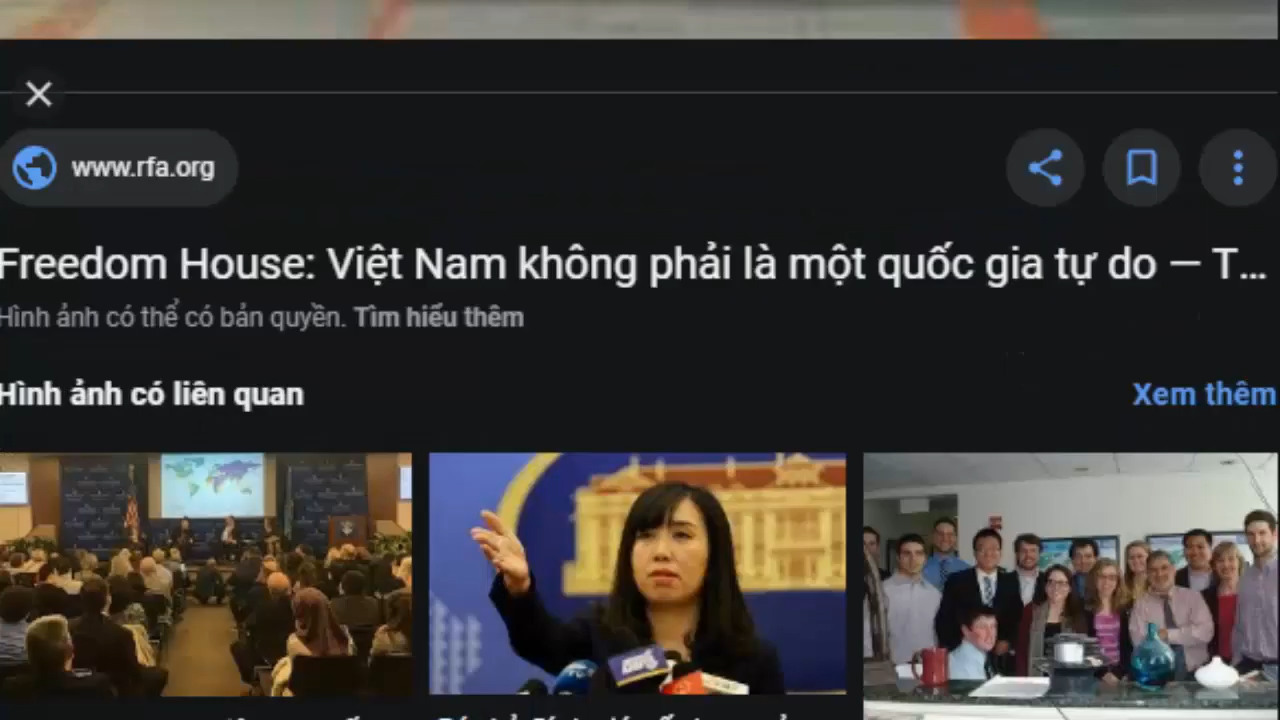 www.rfa.org
Freedom House: Việt Nam không phải là một quốc gia tự do — T...
Hình ảnh có thể có bản quyền. Tìm hiểu thêm
Hình ảnh có liên quan
Xem thêm